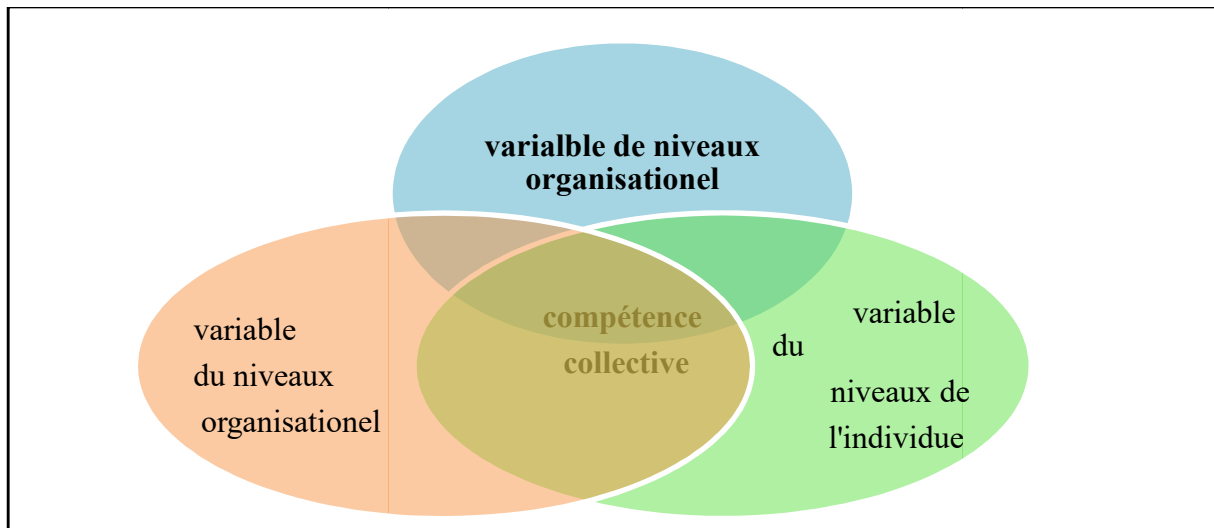 varialble de niveaux
organisationel
compétence
collective
variable
du niveaux
organisationel
variable
du
niveaux de
l'individue